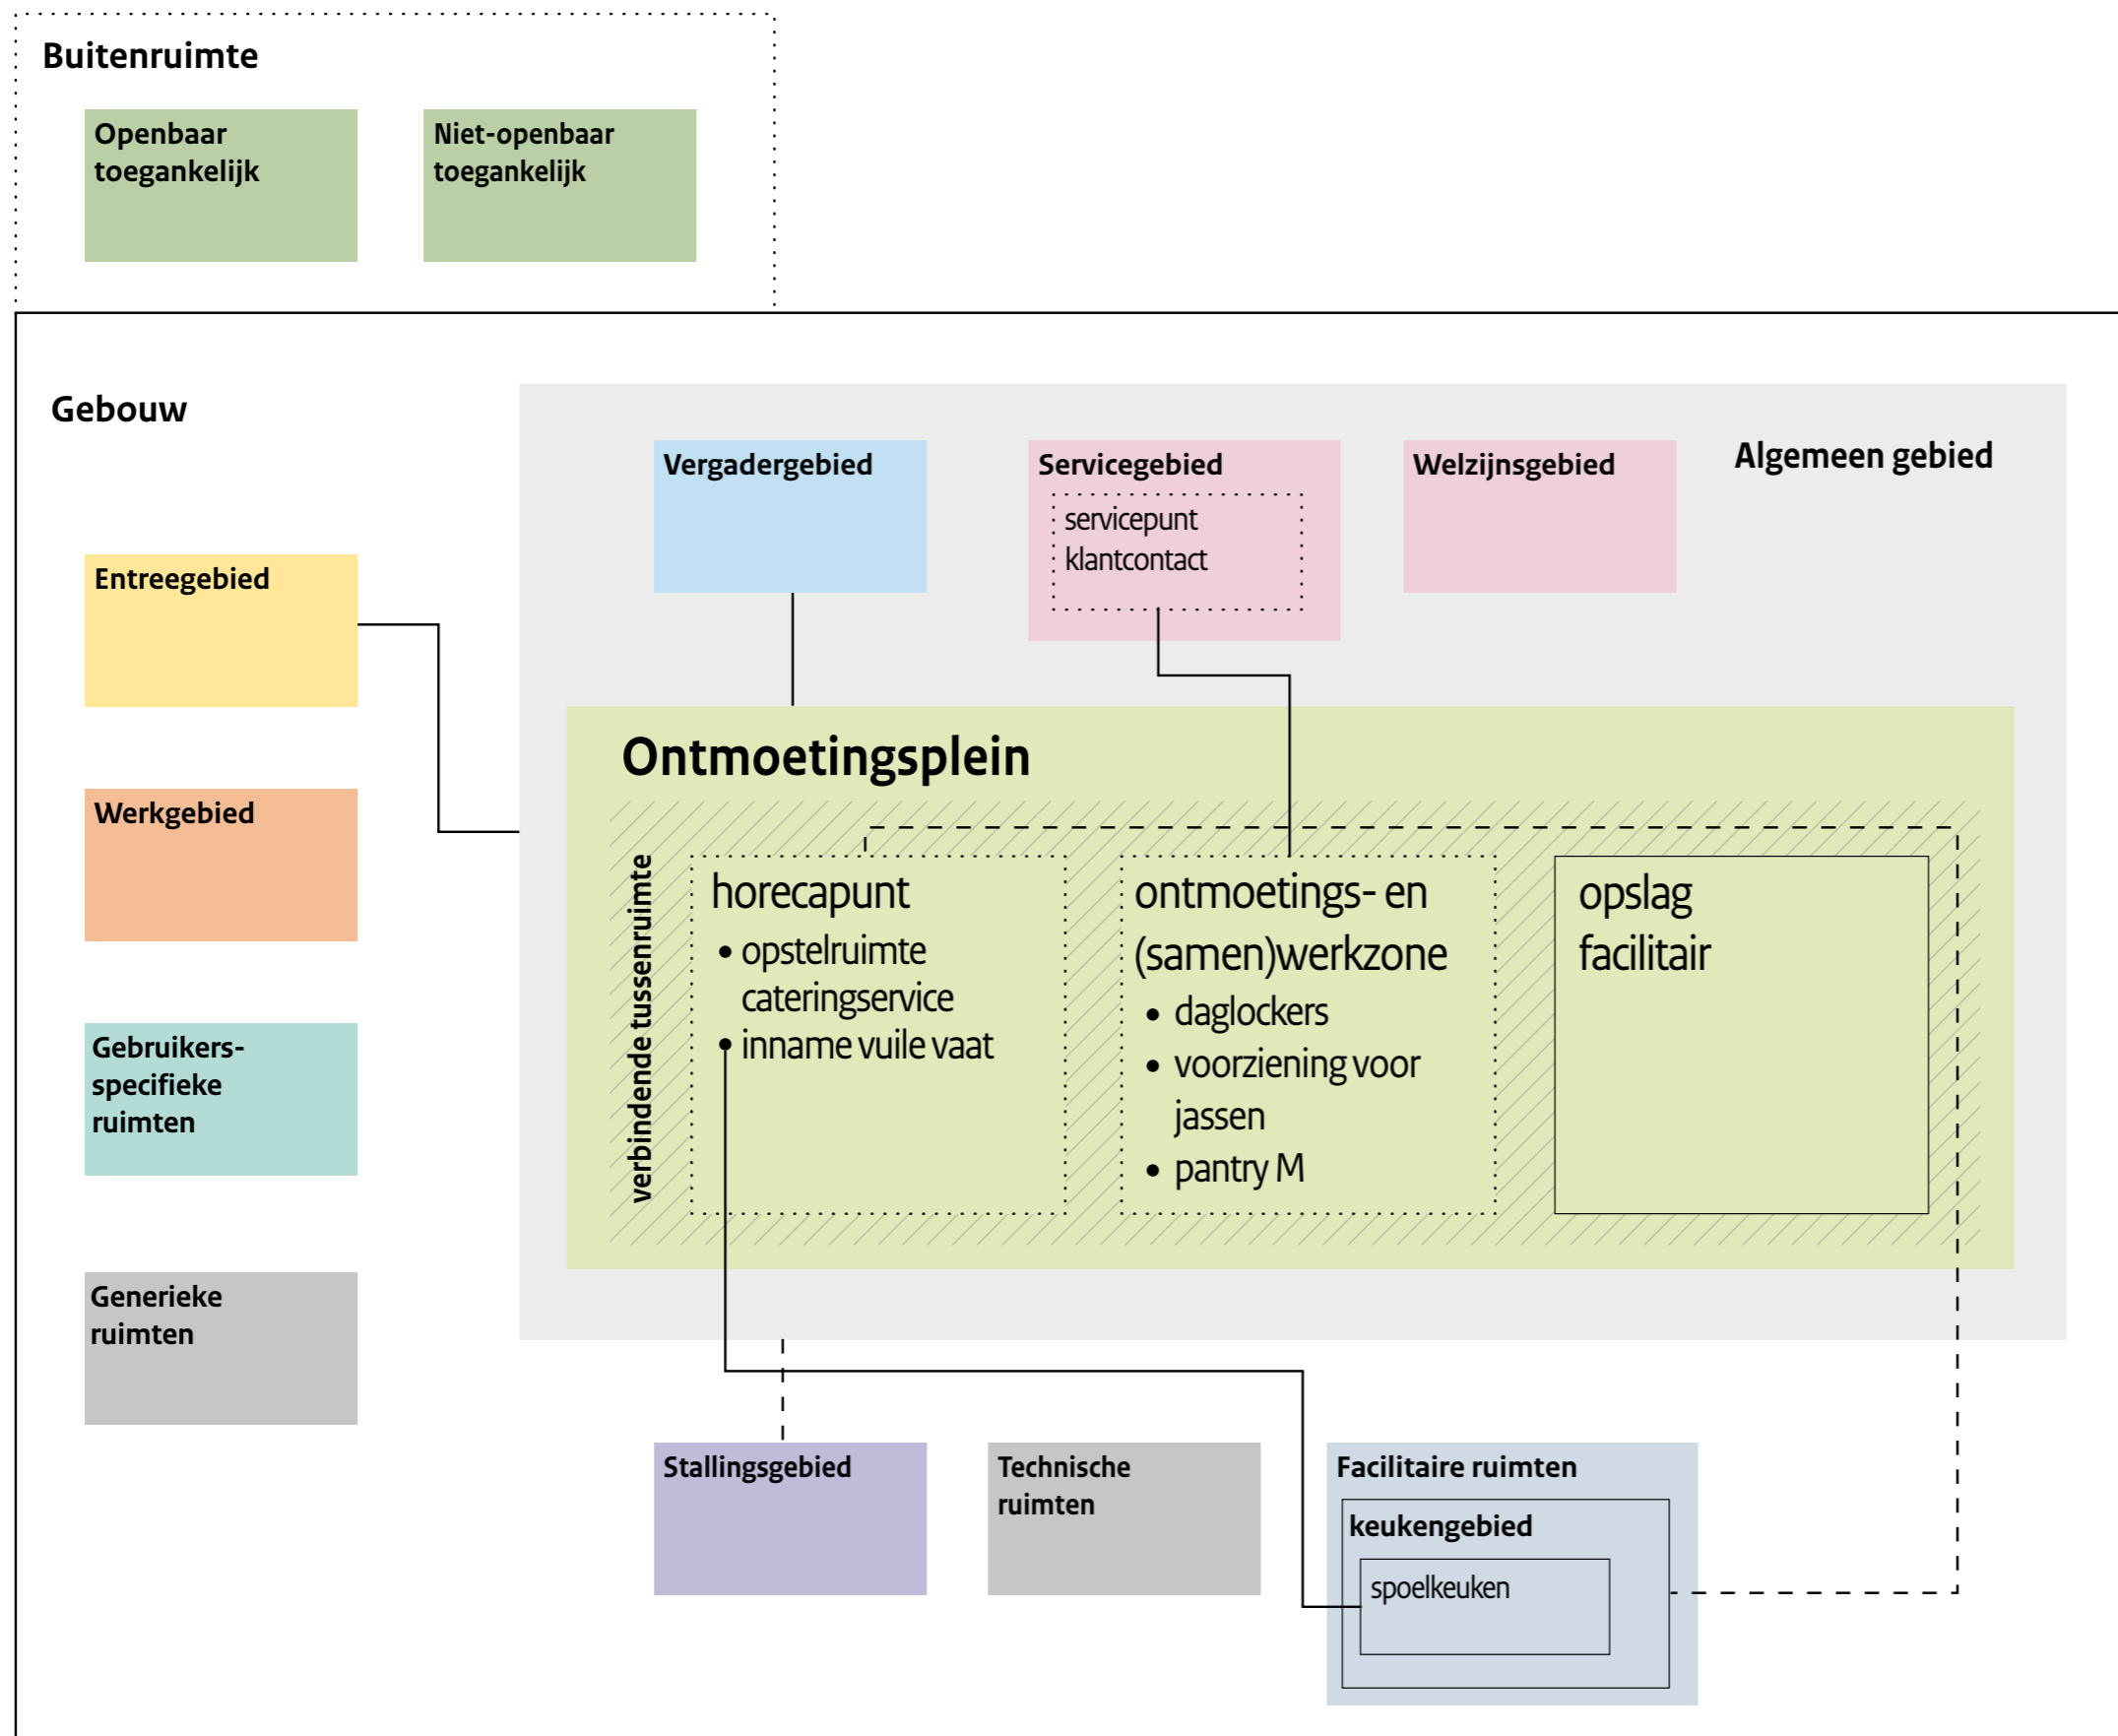 Buitenruimte
Openbaar
toegankelijk
Niet-openbaar
toegankelijk
Gebouw
Algemeen gebied
Vergadergebied
Servicegebied
servicepunt
klantcontact
Welzijnsgebied
Entreegebied
Werkgebied
Gebruikers-
specifieke
ruimten
Generieke
ruimten
Ontmoetingsplein
verbindende tussenruimte
horecapunt
• opstelruimte
cateringservice
• inname vuile vaat
ontmoetings- en
(samen)werkzone
• daglockers
• voorziening voor
jassen
• pantry M
opslag
facilitair
Stallingsgebied
Technische
ruimten
Facilitaire ruimten
keukengebied
spoelkeuken